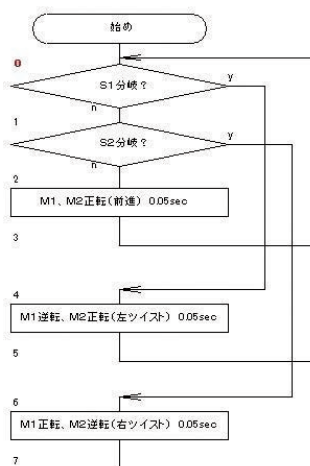 始め
0
S1分岐？
y
n
1
S2分岐？
y
n
2
M1、M2正転(前進) 0.05sec
3
4
M1逆転、M2正転(左ツイスト) 0.05sec
5
6
M1正転、M2逆転(右ツイスト) 0.05sec
7